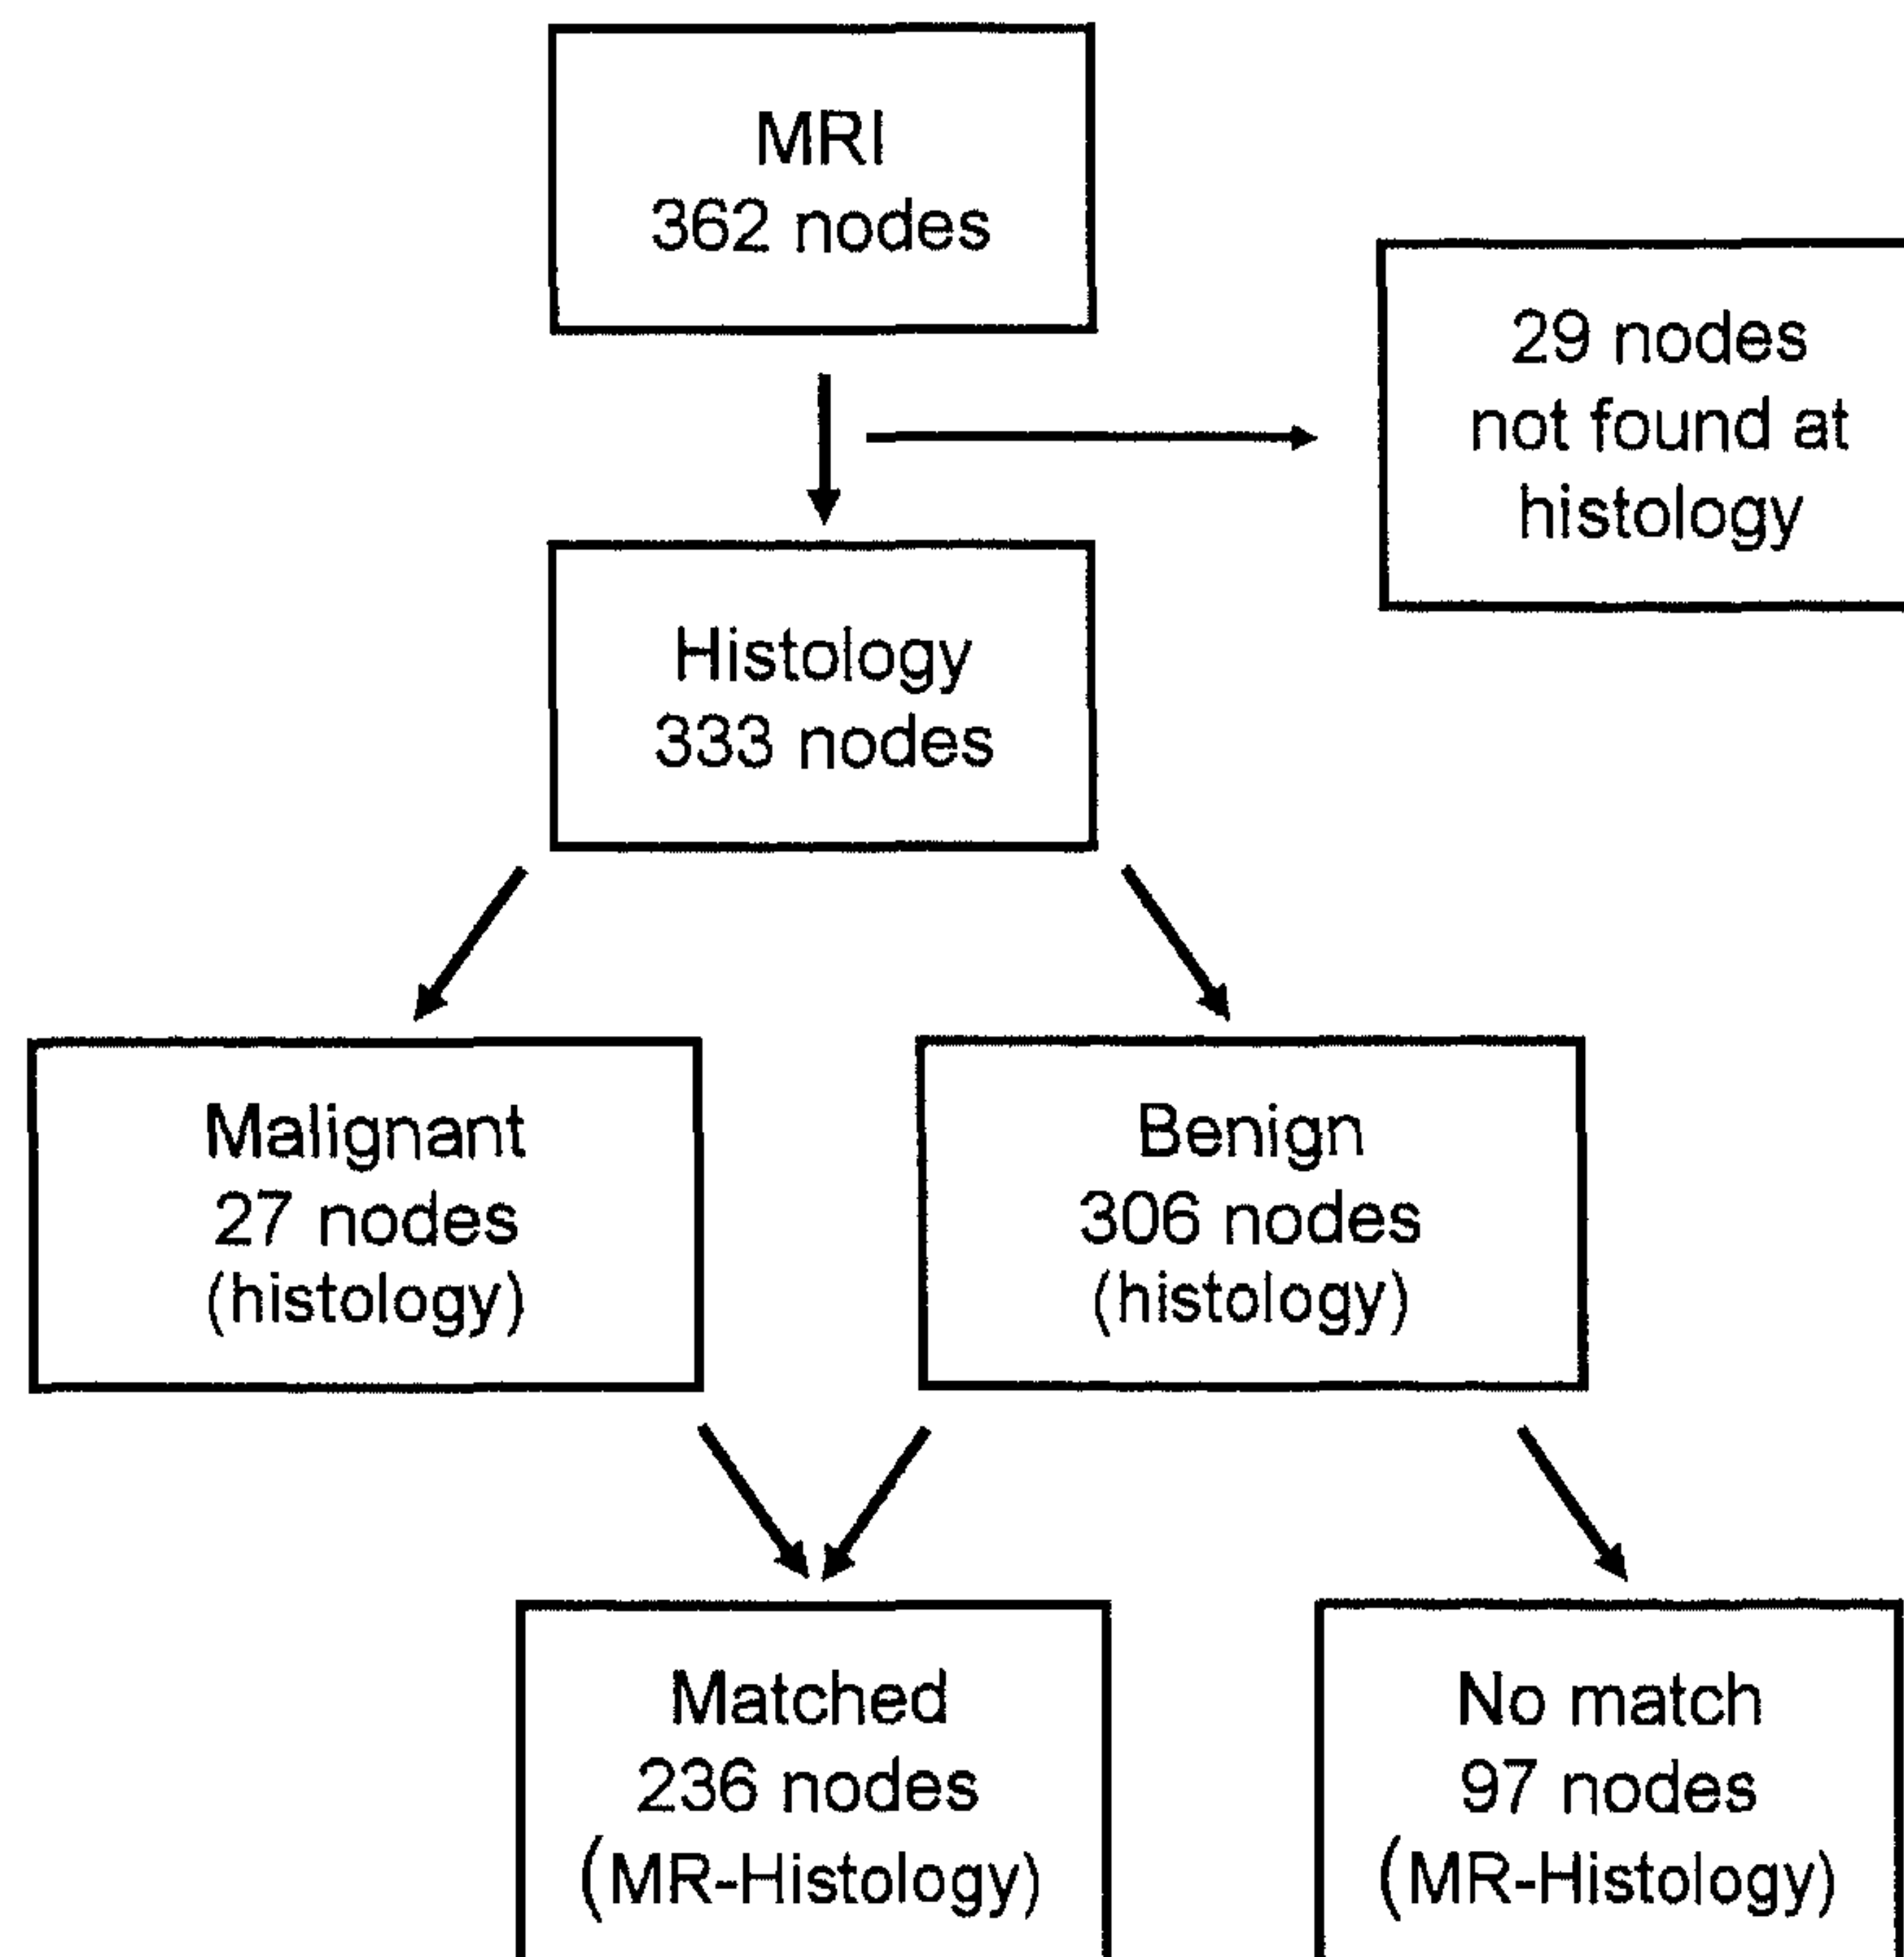 MRI
362 nodes
29 nodes
not found at
histology
Histology
333 nodes
Malignant
27 nodes
(histology)
Benign
306 nodes
(histology)
Matched
236 nodes
(MR-Histology)
No match
97 nodes
(MR-Histology)